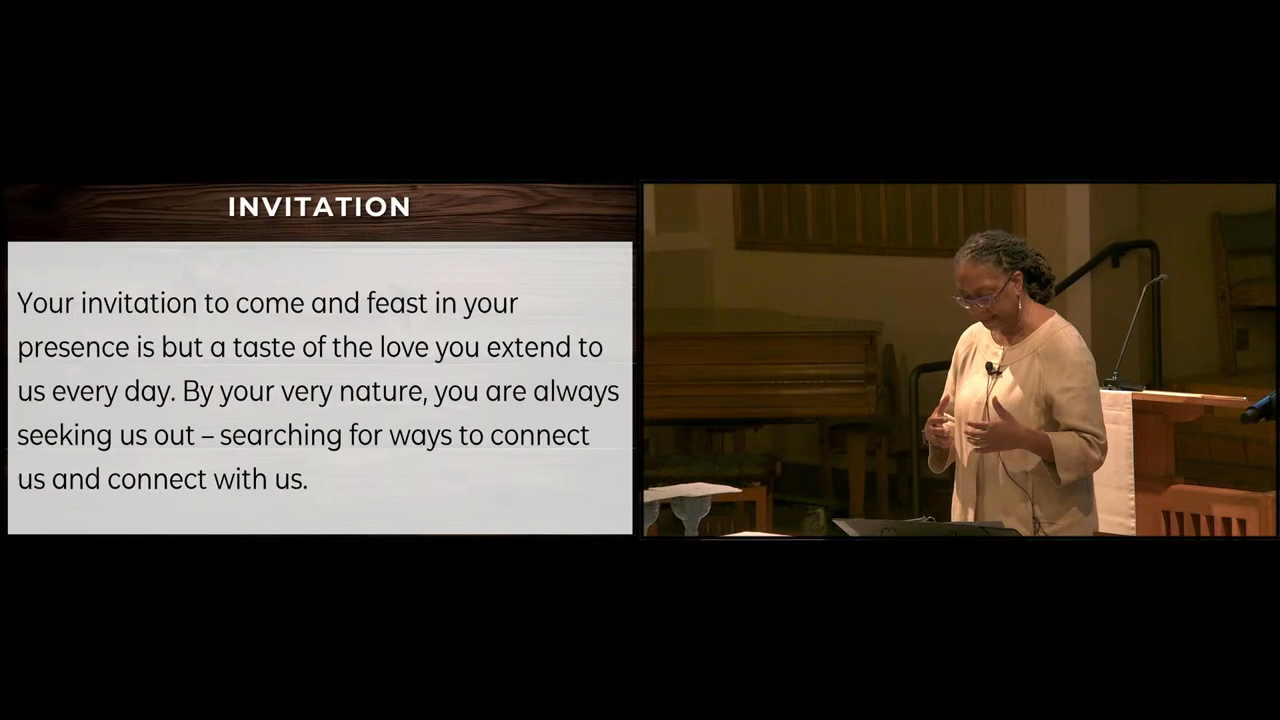 INVITATION
Your invitation to come and feast in your
presence is but a taste of the love you extend to
us every day. By your very nature, you are always
seeking us out – searching for ways to connect
us and connect with us.